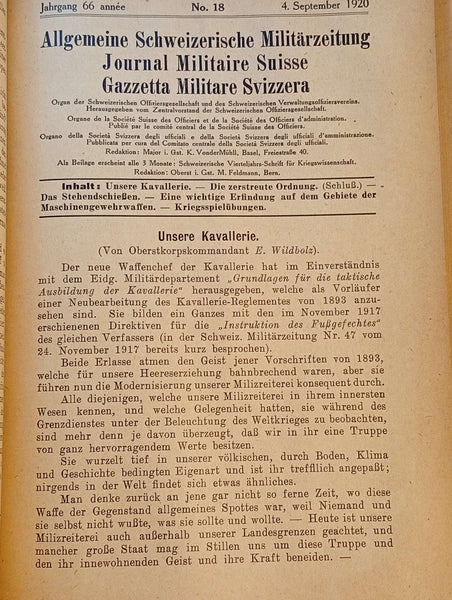 Jahrgang 66 année No. 18 4. September 1920
Allgemeine Schweizerische Militärzeitung
Journal Militaire Suisse
Gazzetta Militare Svizzera
Organ der Schweizerischen Offiziersgesellschaft und des Schweizerischen Verwaltungsoffiziersvereins.
Herausgegeben vom Zentralvorstand der Schweizerischen Offiziersgesellschaft.
Organe de la Société Suisse des Officiers et de la Société des Officiers d'administration.
Publié par le comité central de la Société Suisse des Officiers.
Organo della Società Svizzera degli ufficiali e della Società Svizzera degli ufficiali d'amministrazione.
Pubblicata per cura del Comitato centrale della Società Svizzera degli ufficiali.
Redaktion: Major i. Gst. K. VonderMühll, Basel, Freiestraße 40.
Als Beilage erscheint alle 3 Monate: Schweizerische Vierteljahrs-Schrift für Kriegswissenschaft.
Redaktion: Oberst i. Gst. M. Feldmann, Bern.
Inhalt: Unsere Kavallerie. — Die zerstreute Ordnung. (Schluß.) —
Das Stehendschießen. — Eine wichtige Erfindung auf dem Gebiete der
Maschinengewehrwaffen. — Kriegsspielübungen.
Unsere Kavallerie.
(Von Oberstkorpskommandant E. Wildbolz).
Der neue Waffenchef der Kavallerie hat im Einverständnis
mit dem Eidg. Militärdepartement „Grundlagen für die taktische
Ausbildung der Kavallerie" herausgegeben, welche als Vorläufer
einer Neubearbeitung des Kavallerie-Reglementes von 1893 anzu-
sehen sind. Sie bilden ein Ganzes mit den im November 1917
erschienenen Direktiven für die „Instruktion des Fußgefechtes"
des gleichen Verfassers (in der Schweiz. Militärzeitung Nr. 47 vom
24. November 1917 bereits kurz besprochen).
Beide Erlasse atmen den Geist jener Vorschriften von 1893,
welche für unsere Heereserziehung bahnbrechend waren, aber sie
führen nun die Modernisierung unserer Milizreiterei konsequent durch.
Alle diejenigen, welche unsere Milizreiterei in ihrem innersten
Wesen kennen, und welche Gelegenheit hatten, sie während des
Grenzdienstes unter der Beleuchtung des Weltkrieges zu beobachten,
sind mehr denn je davon überzeugt, daß wir in ihr eine Truppe
von ganz hervorragendem Werte besitzen.
Sie wurzelt tief in unserer völkischen, durch Boden, Klima
und Geschichte bedingten Eigenart und ist ihr trefflich angepaßt;
nirgends in der Welt findet sich etwas ähnliches.
Man denke zurück an jene gar nicht so ferne Zeit, wo diese
Waffe der Gegenstand allgemeines Spottes war, weil Niemand und
sie selbst nicht wußte, was sie sollte und wollte. — Heute ist unsere
Milizreiterei auch außerhalb unserer Landesgrenzen geachtet, und
mancher große Staat mag im Stillen uns um diese Truppe und
den ihr innewohnenden Geist und ihre Kraft beneiden. —